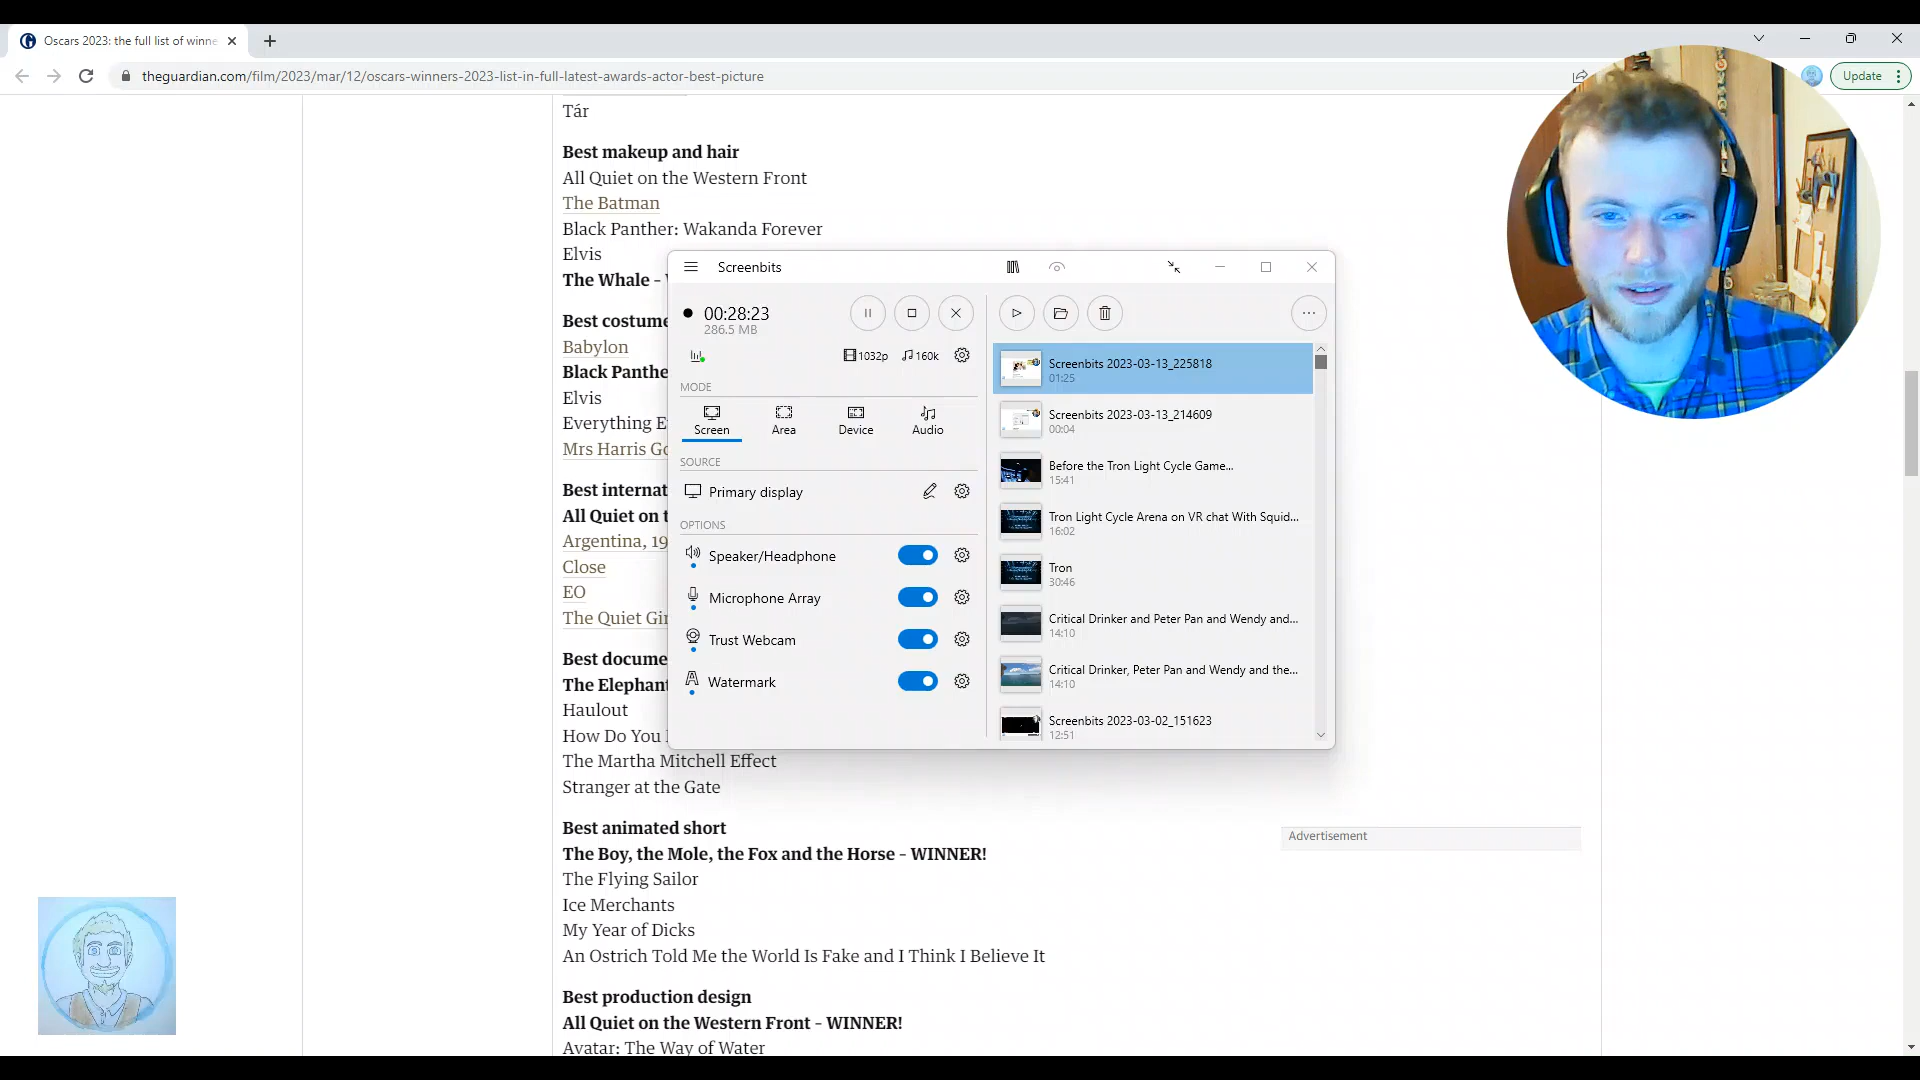 Oscars 2023: the full list of winne
theguardian.com/film/2023/mar/12/oscars-winners-2023-list-in-full-latest-awards-actor-best-picture
Update
Tár
Best makeup and hair
All Quiet on the Western Front
The Batman
Black Panther: Wakanda Forever
Elvis
The Whale -
Best costume
Babylon
Black Panthe
Elvis
Everything E
Mrs Harris Go
Best internat
All Quiet on t
Argentina, 19
Close
EO
The Quiet Gir
Best docume
The Elephant
Haulout
How Do You
The Martha Mitchell Effect
Stranger at the Gate
Best animated short
The Boy, the Mole, the Fox and the Horse – WINNER!
The Flying Sailor
Ice Merchants
My Year of Dicks
An Ostrich Told Me the World Is Fake and I Think I Believe It
Best production design
All Quiet on the Western Front – WINNER!
Avatar: The Way of Water
Screenbits
00:28:23
286.5 MB
1032p
160k
MODE
Screen
Area
Device
Audio
SOURCE
Primary display
OPTIONS
Speaker/Headphone
Microphone Array
Trust Webcam
Watermark
Screenbits 2023-03-13_225818
01:25
Screenbits 2023-03-13_214609
00:04
Before the Tron Light Cycle Game...
15:41
Tron Light Cycle Arena on VR chat With Squid...
16:02
Tron
30:46
Critical Drinker and Peter Pan and Wendy and...
14:10
Critical Drinker, Peter Pan and Wendy and the...
14:10
Screenbits 2023-03-02_151623
12:51
Advertisement